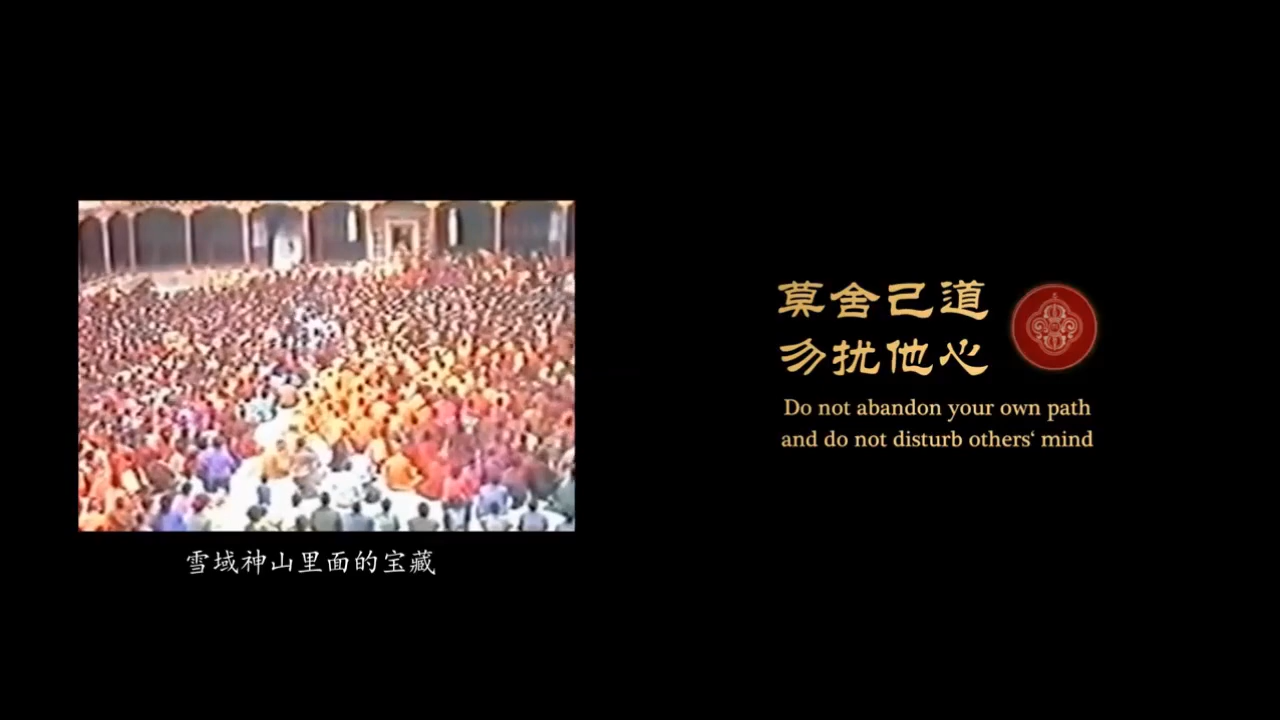 雪域神山里面的宝藏
莫舍己道
勿扰他心
Do not abandon your own path
and do not disturb others‘ mind